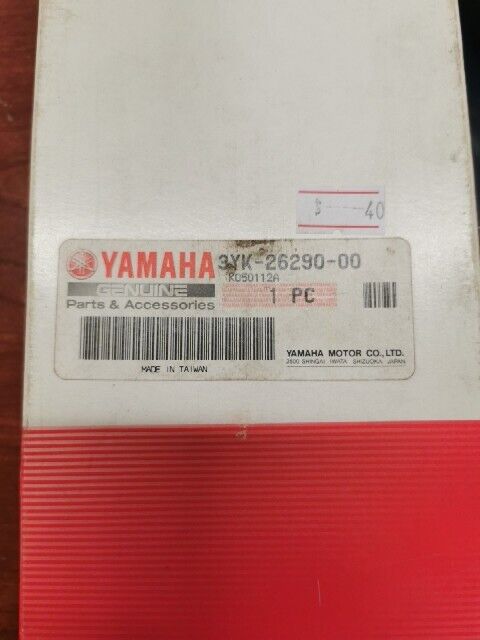 $ ---- 40
YAMAHA 3YK-26290-00
GENUINE K050112A
Parts & Accessories 1 PC
YAMAHA MOTOR CO.,LTD.
2500 SHINGAI IWATA SHIZUOKA JAPAN
MADE IN TAIWAN